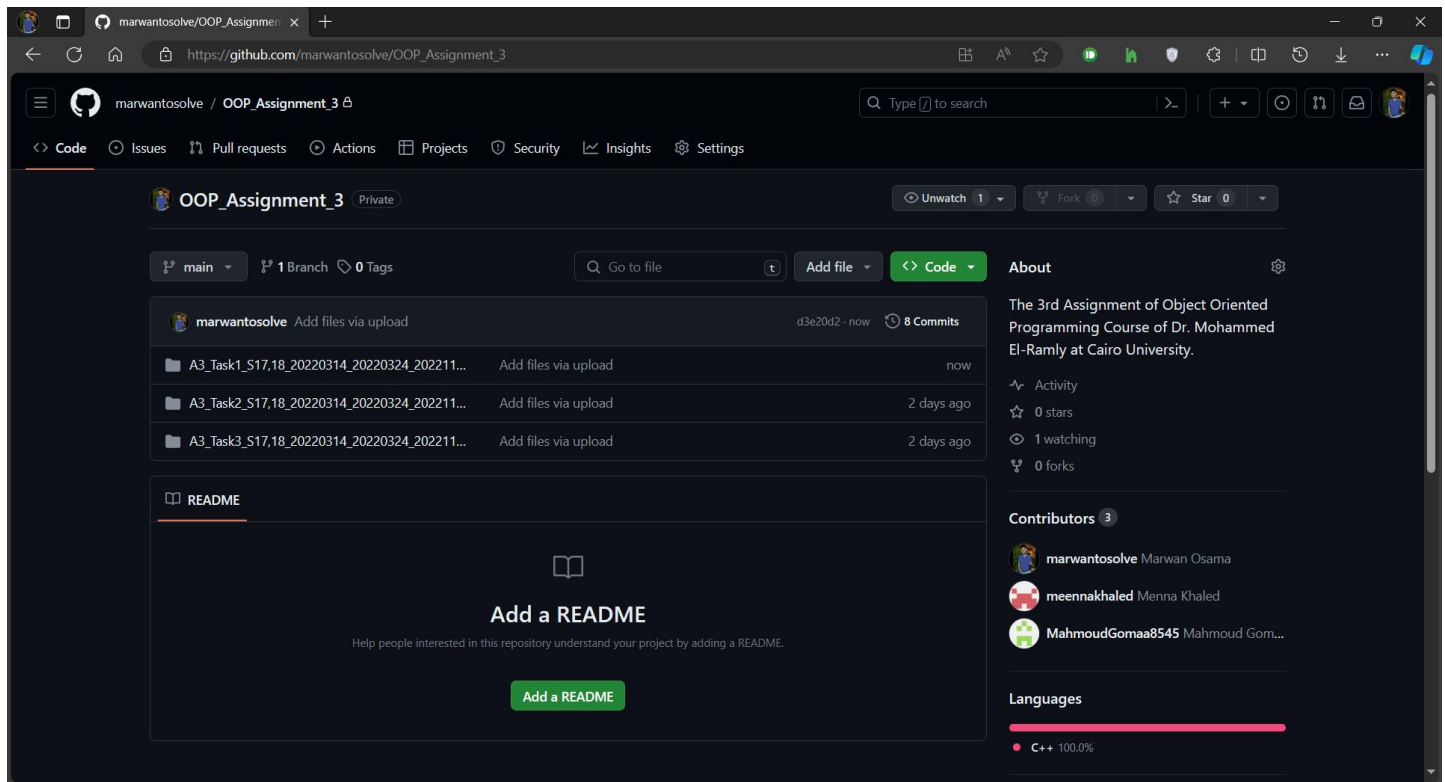 marwantosolve/OOP_Assignmen
https://github.com/marwantosolve/OOP_Assignment_3
marwantosolve / OOP_Assignment_3
Type / to search
Code Issues Pull requests Actions Projects Security Insights Settings
OOP_Assignment_3 Private
Unwatch 1 Fork 0 Star 0
main 1 Branch 0 Tags
Go to file t Add file Code
marwantosolve Add files via upload d3e20d2 · now 8 Commits
A3_Task1_S17,18_20220314_20220324_202211... Add files via upload now
A3_Task2_S17,18_20220314_20220324_202211... Add files via upload 2 days ago
A3_Task3_S17,18_20220314_20220324_202211... Add files via upload 2 days ago
README
Add a README
Help people interested in this repository understand your project by adding a README.
Add a README
About
The 3rd Assignment of Object Oriented
Programming Course of Dr. Mohammed
El-Ramly at Cairo University.
Activity
0 stars
1 watching
0 forks
Contributors 3
marwantosolve Marwan Osama
meennakhaled Menna Khaled
MahmoudGomaa8545 Mahmoud Gom...
Languages
C++ 100.0%